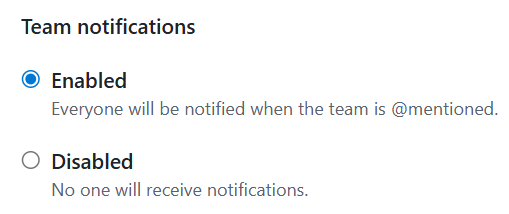 Team notifications
Enabled
Everyone will be notified when the team is @mentioned.
Disabled
No one will receive notifications.